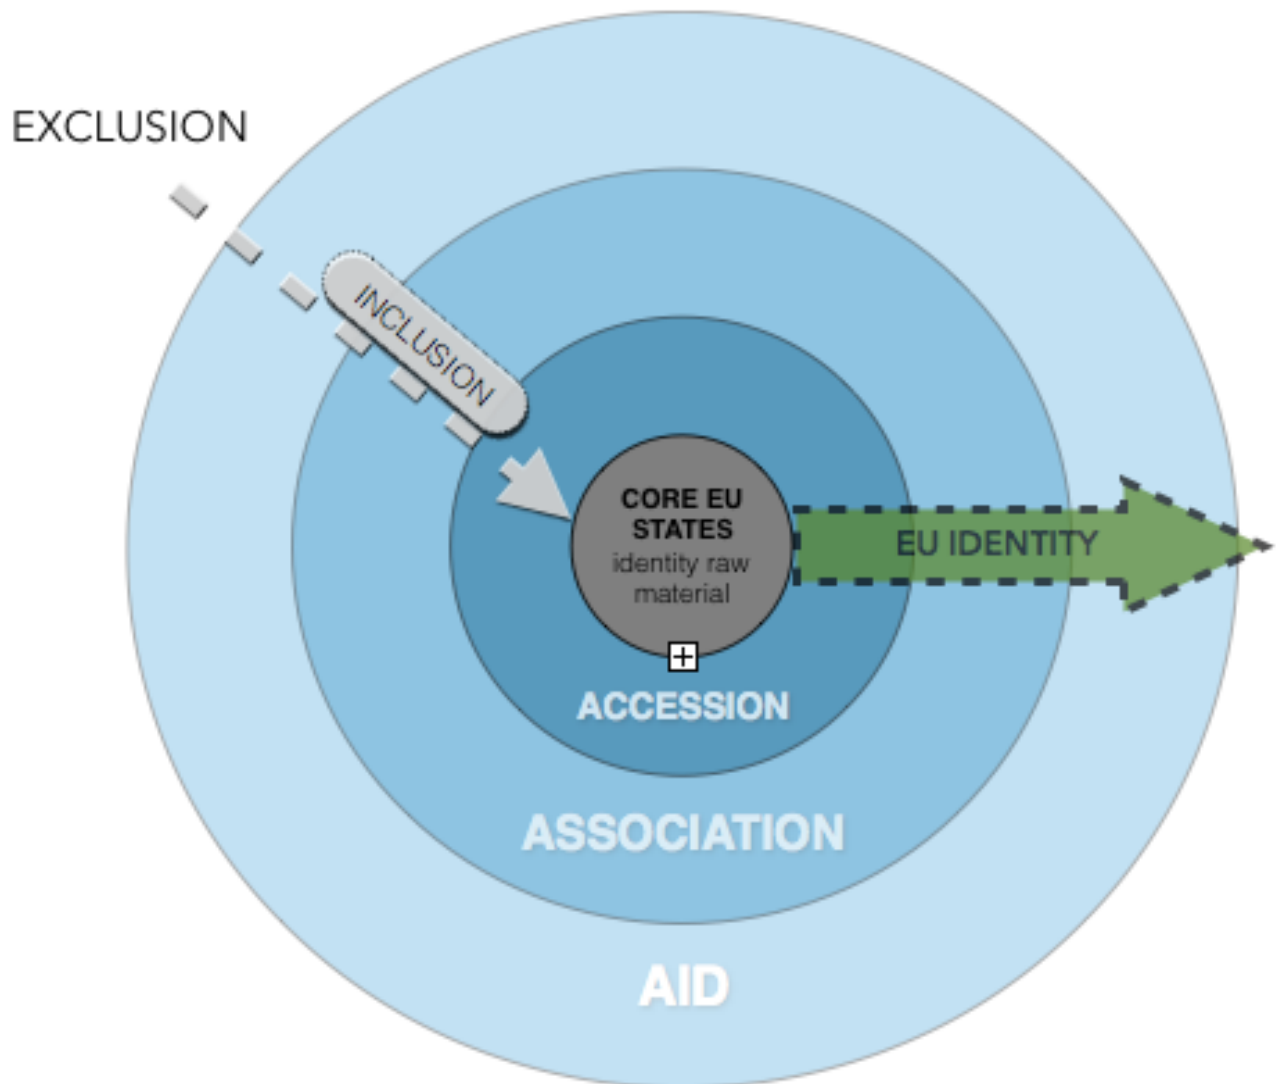 EXCLUSION
INCLUSION
CORE EU
STATES
identity raw
material
EU IDENTITY
ACCESSION
ASSOCIATION
AID